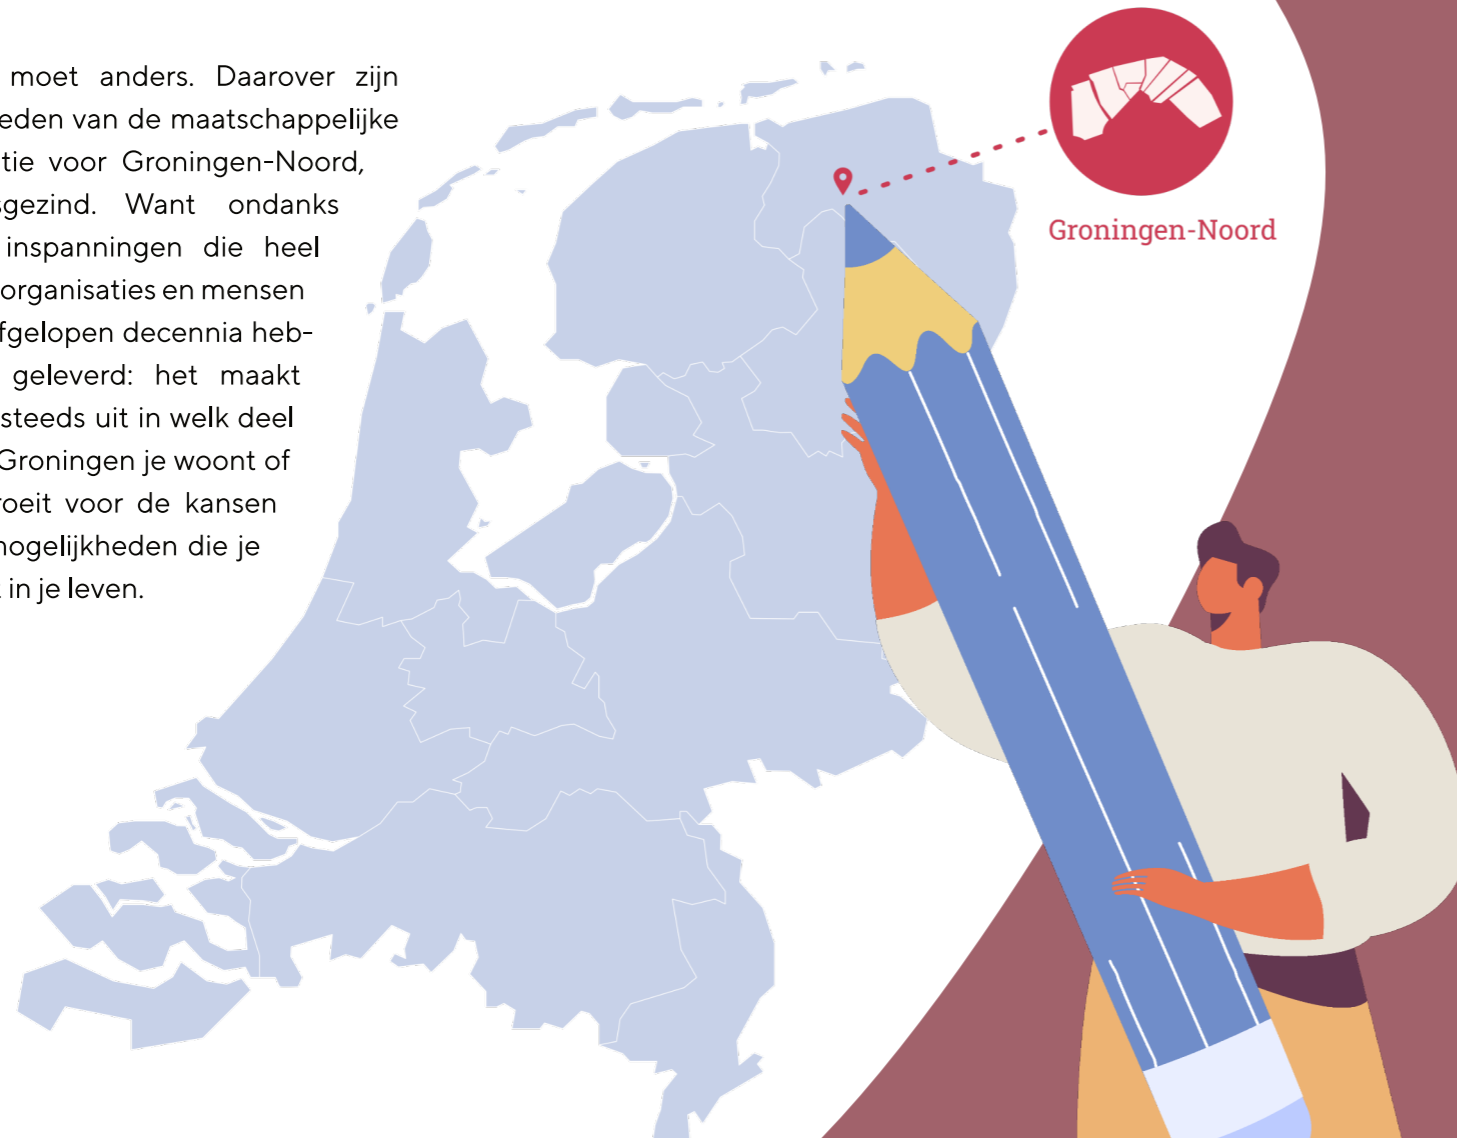 moet anders. Daarover zijn
eden van de maatschappelijke
tie voor Groningen-Noord,
sgezind. Want ondanks
inspanningen die heel
organisaties en mensen
fgelopen decennia heb-
geleverd: het maakt
steeds uit in welk deel
Groningen je woont of
roeit voor de kansen
mogelijkheden die je
t in je leven.
Groningen-Noord